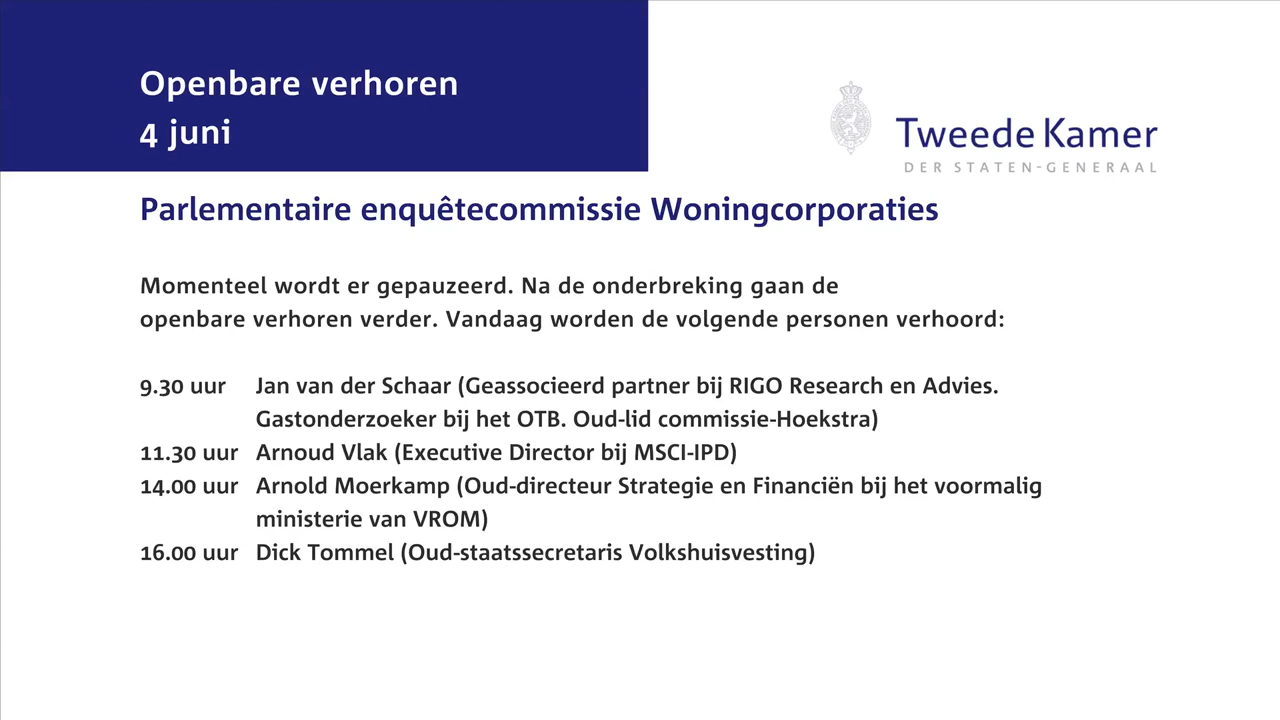 Openbare verhoren
4 juni
Tweede Kamer
DER STATEN-GENERAAL
Parlementaire enquêtecommissie Woningcorporaties
Momenteel wordt er gepauzeerd. Na de onderbreking gaan de
openbare verhoren verder. Vandaag worden de volgende personen verhoord:
9.30 uur Jan van der Schaar (Geassocieerd partner bij RIGO Research en Advies.
Gastonderzoeker bij het OTB. Oud-lid commissie-Hoekstra)
11.30 uur Arnoud Vlak (Executive Director bij MSCI-IPD)
14.00 uur Arnold Moerkamp (Oud-directeur Strategie en Financiën bij het voormalig
ministerie van VROM)
16.00 uur Dick Tommel (Oud-staatssecretaris Volkshuisvesting)